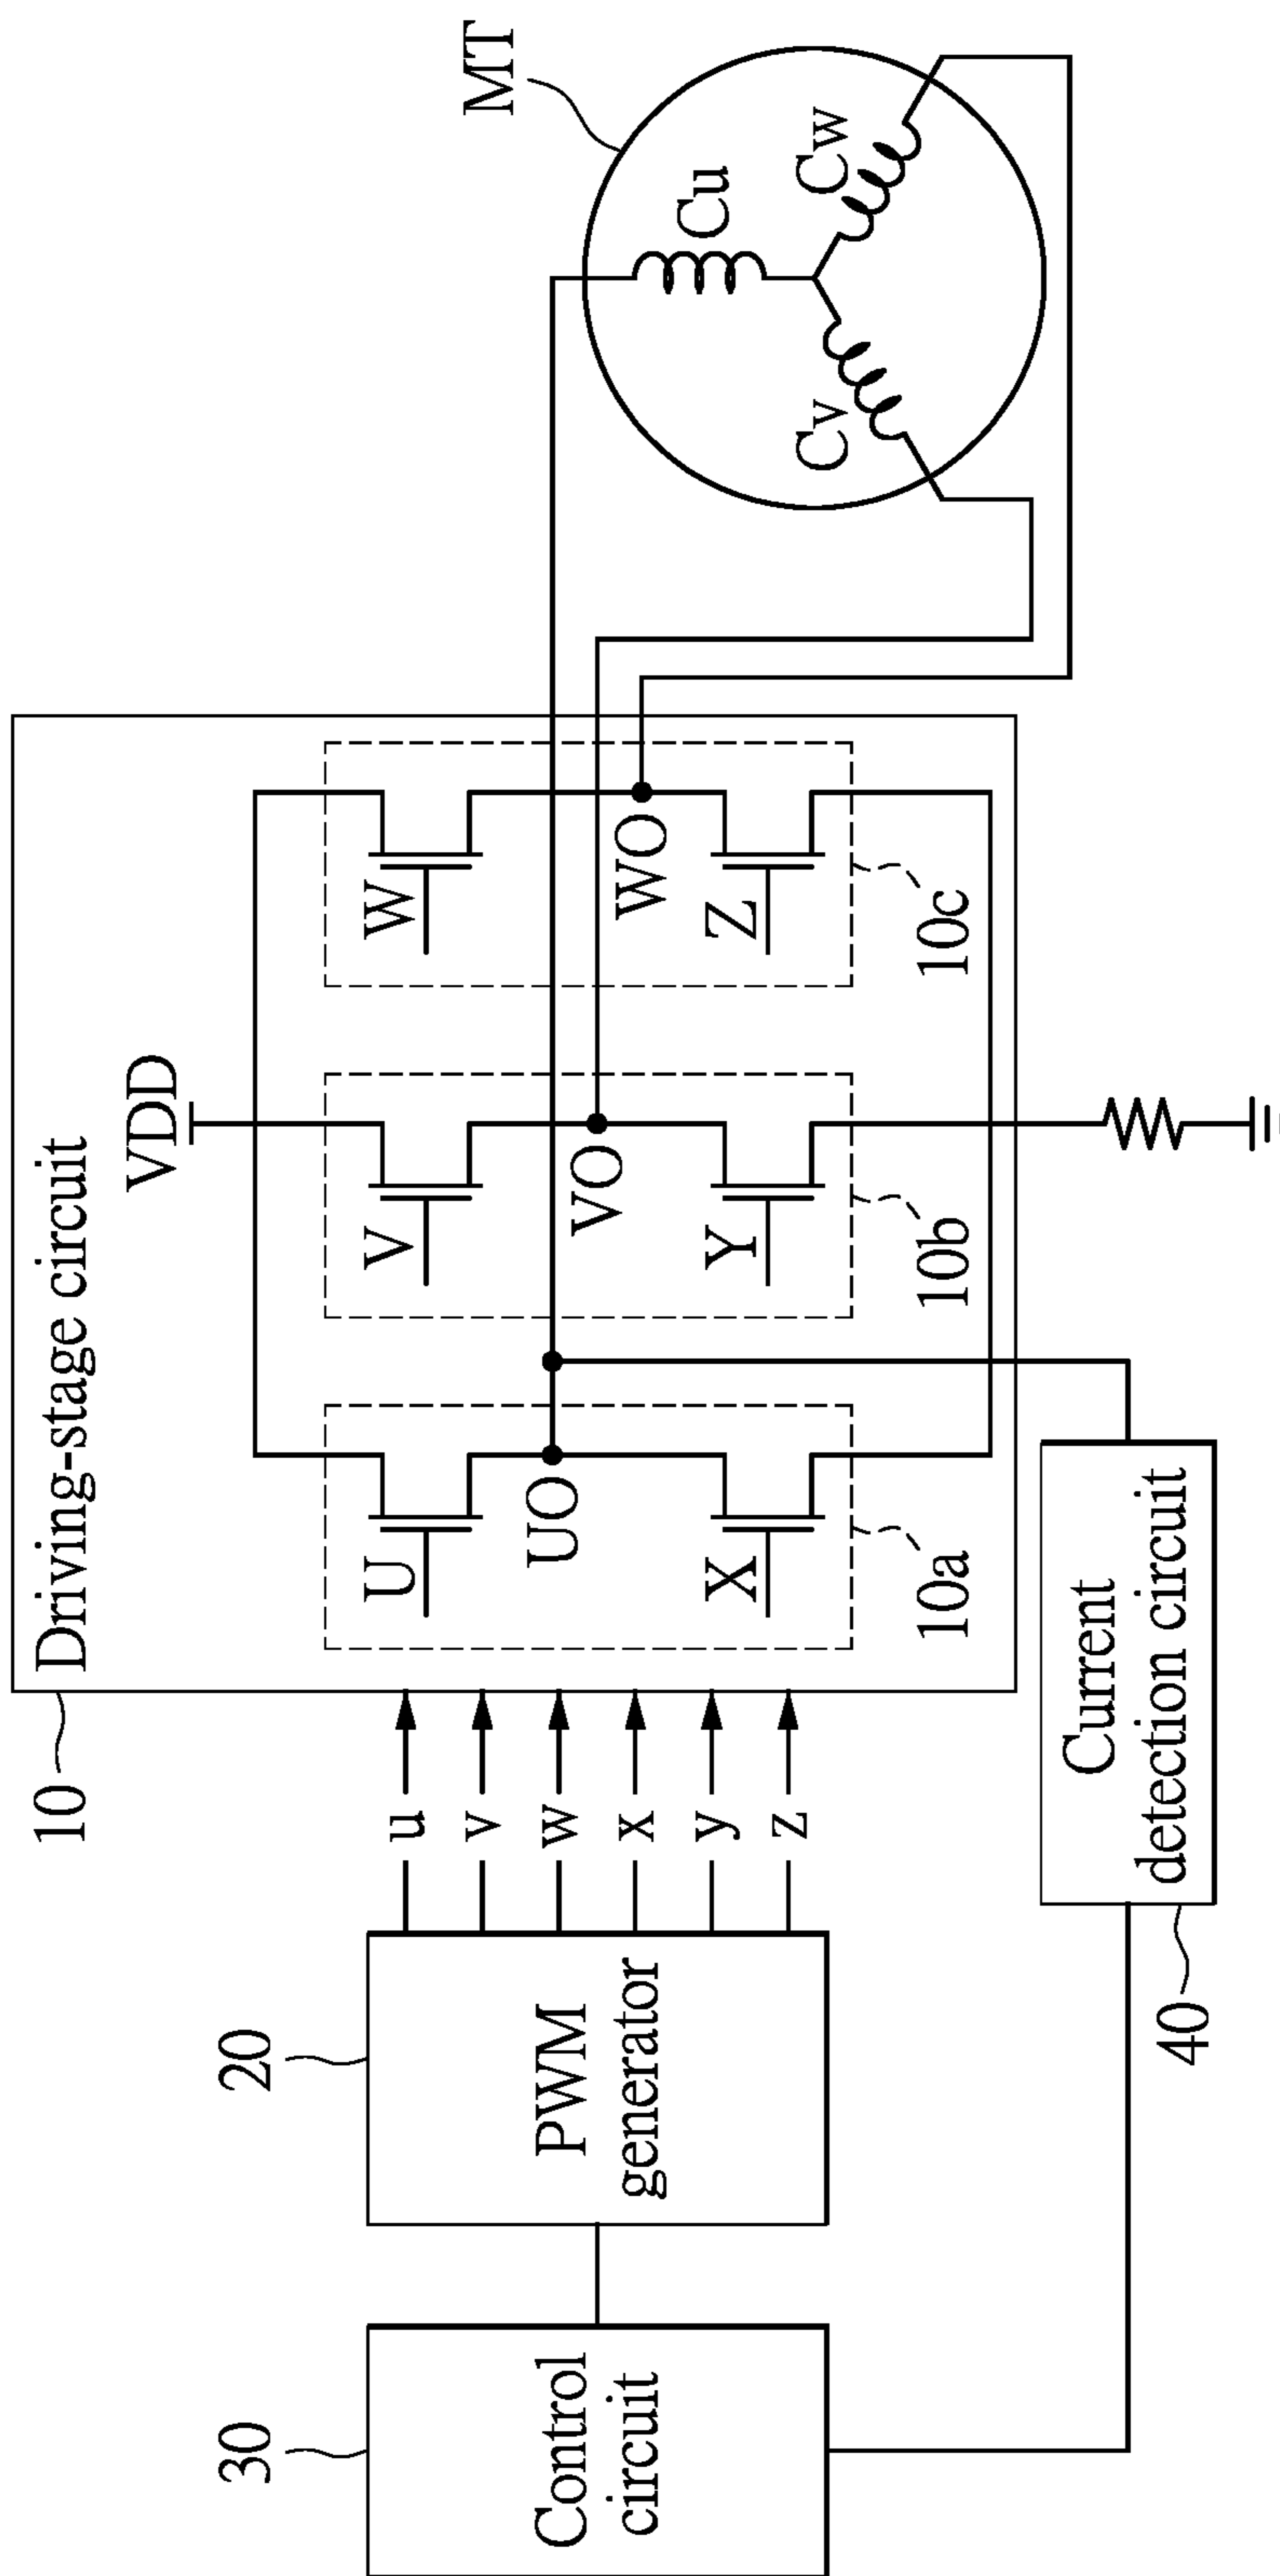 10
Driving-stage circuit
VDD
U
V
W
UO
VO
WO
X
Y
Z
10a
10b
10c
MT
Cu
Cv
Cw
30
Control
circuit
20
PWM
generator
u
v
w
x
y
z
40
Current
detection circuit